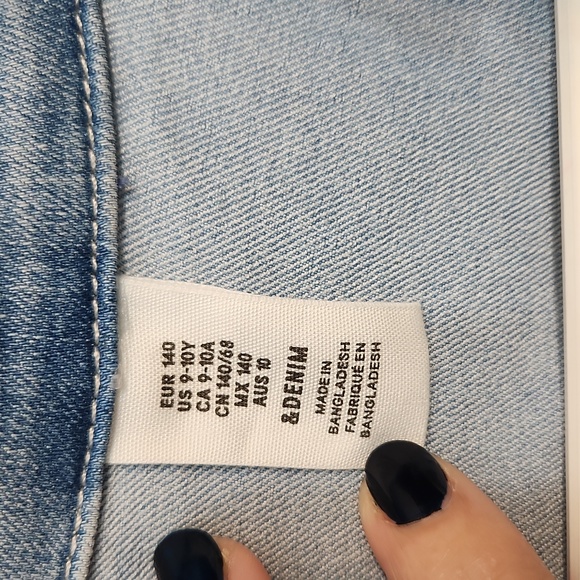 EUR 140
US 9-10Y
CA 9-10A
CN 140/68
MX 140
AUS 10
&DENIM
MADE IN
BANGLADESH
FABRIQUÉ EN
BANGLADESH